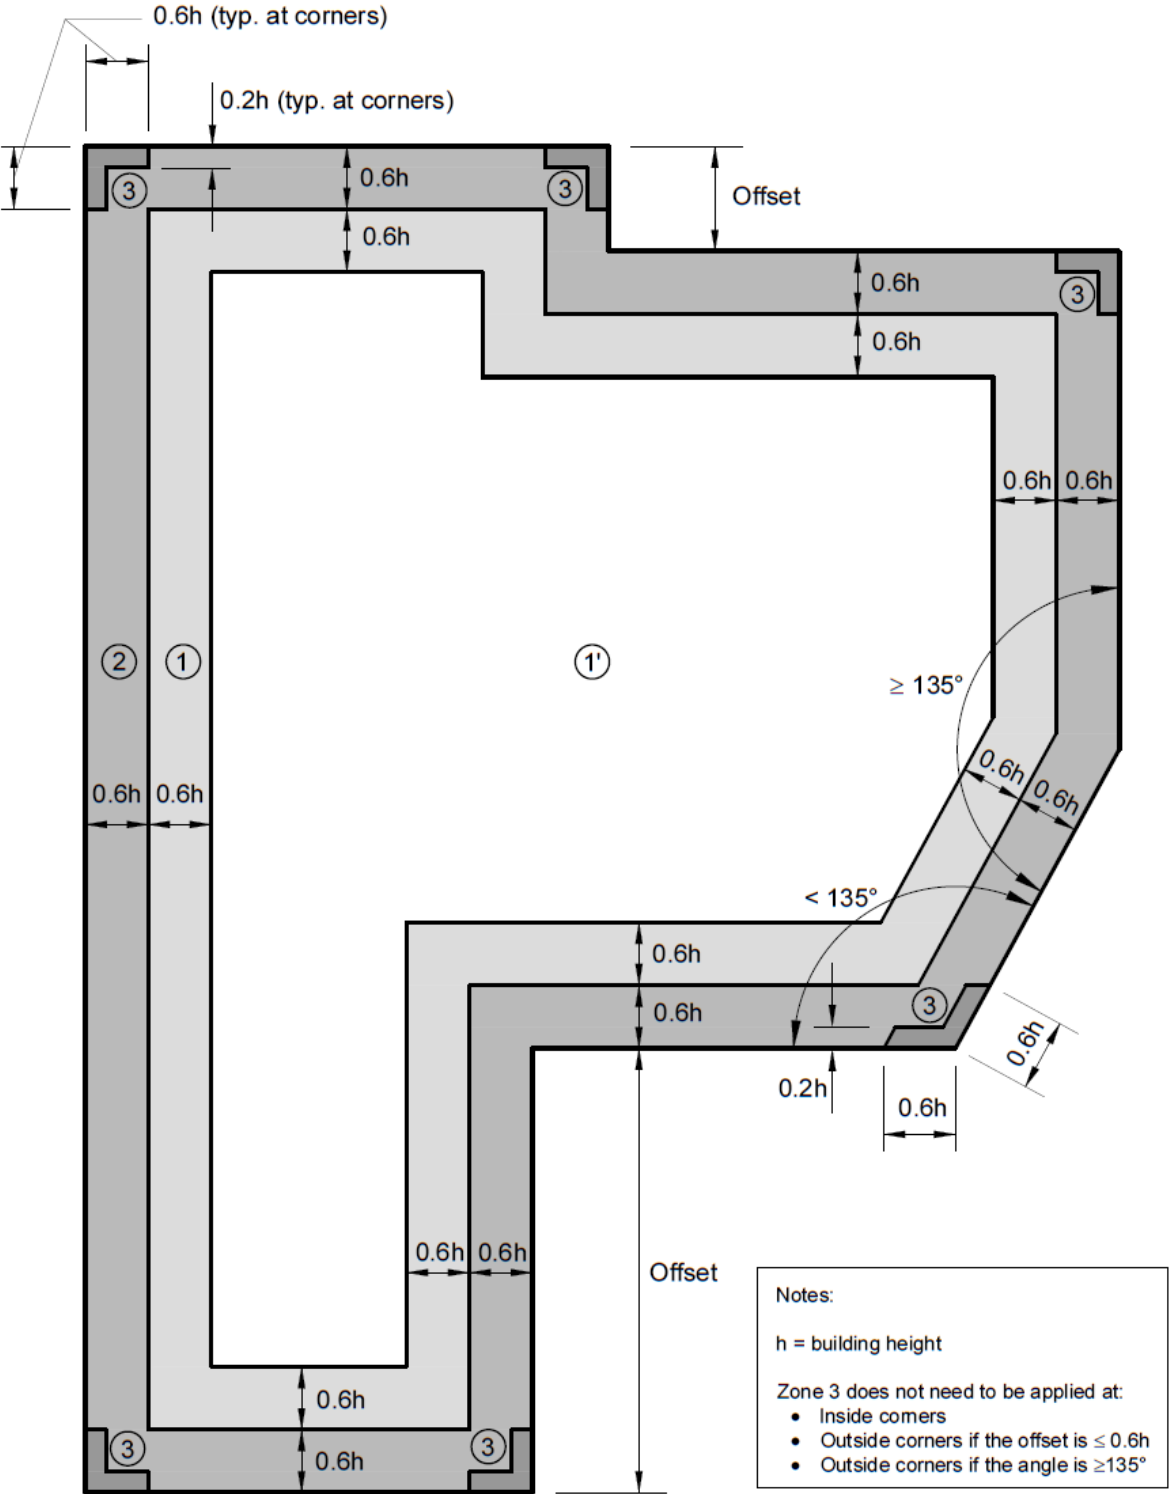 0.6h (typ. at corners)
0.2h (typ. at corners)
3
0.6h
3
Offset
0.6h
0.6h
3
0.6h
0.6h
0.6h
2
1
1'
≥ 135°
0.6h
0.6h
0.6h
0.6h
< 135°
0.6h
0.6h
3
0.6h
0.2h
0.6h
0.6h
0.6h
Offset
Notes:
h = building height
Zone 3 does not need to be applied at:
• Inside corners
• Outside corners if the offset is ≤ 0.6h
• Outside corners if the angle is ≥135°
0.6h
3
3
0.6h